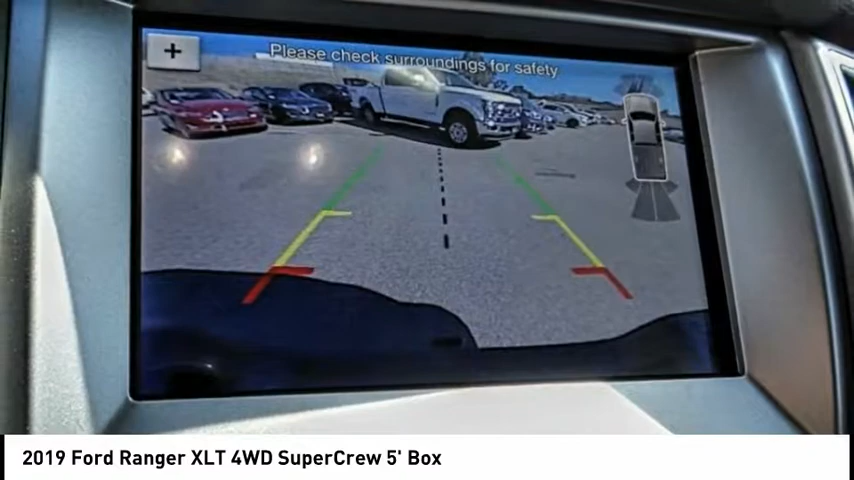 +
Please check surroundings for safety
2019 Ford Ranger XLT 4WD SuperCrew 5' Box